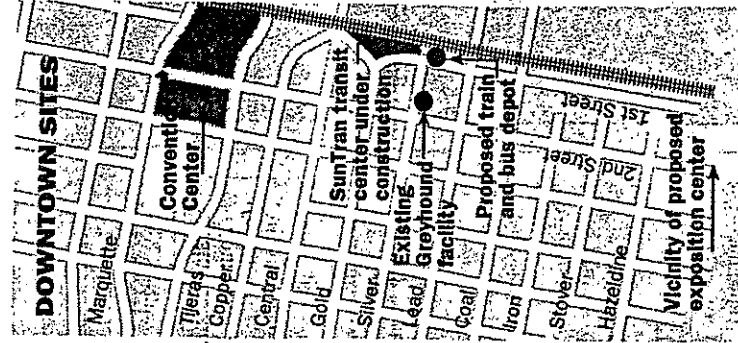 DOWNTOWN SITES
Marquette
Tijeras
Copper
Central
Gold
Silver
Lead
Coal
Iron
Stover
Hazeldine
Center
SunTran transit
center under
construction
Existing
Greyhound
facility
Proposed train
and bus depot
1st Street
2nd Street
Vicinity of proposed
exposition center